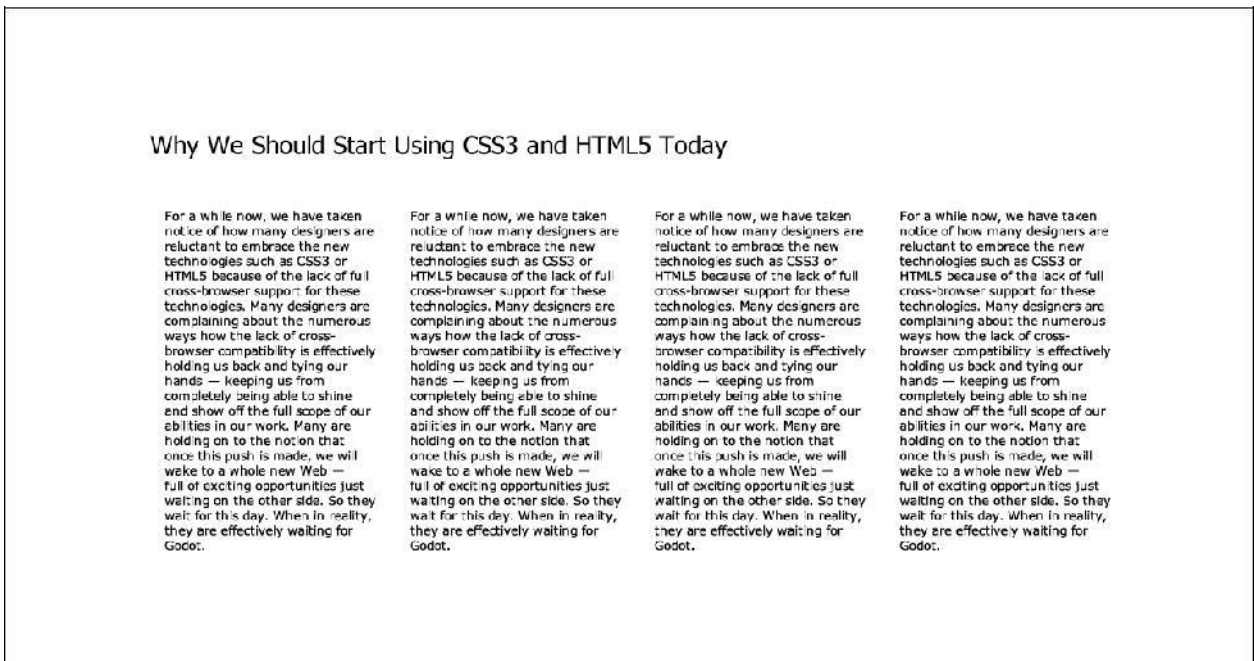 Why We Should Start Using CSS3 and HTML5 Today
For a while now, we have taken
notice of how many designers are
reluctant to embrace the new
technologies such as CSS3 or
HTML5 because of the lack of full
cross-browser support for these
technologies. Many designers are
complaining about the numerous
ways how the lack of cross-
browser compatibility is effectively
holding us back and tying our
hands — keeping us from
completely being able to shine
and show off the full scope of our
abilities in our work. Many are
holding on to the notion that
once this push is made, we will
wake to a whole new Web —
full of exciting opportunities just
waiting on the other side. So they
wait for this day. When in reality,
they are effectively waiting for
Godot.
For a while now, we have taken
notice of how many designers are
reluctant to embrace the new
technologies such as CSS3 or
HTML5 because of the lack of full
cross-browser support for these
technologies. Many designers are
complaining about the numerous
ways how the lack of cross-
browser compatibility is effectively
holding us back and tying our
hands — keeping us from
completely being able to shine
and show off the full scope of our
abilities in our work. Many are
holding on to the notion that
once this push is made, we will
wake to a whole new Web —
full of exciting opportunities just
waiting on the other side. So they
wait for this day. When in reality,
they are effectively waiting for
Godot.
For a while now, we have taken
notice of how many designers are
reluctant to embrace the new
technologies such as CSS3 or
HTML5 because of the lack of full
cross-browser support for these
technologies. Many designers are
complaining about the numerous
ways how the lack of cross-
browser compatibility is effectively
holding us back and tying our
hands — keeping us from
completely being able to shine
and show off the full scope of our
abilities in our work. Many are
holding on to the notion that
once this push is made, we will
wake to a whole new Web —
full of exciting opportunities just
waiting on the other side. So they
wait for this day. When in reality,
they are effectively waiting for
Godot.
For a while now, we have taken
notice of how many designers are
reluctant to embrace the new
technologies such as CSS3 or
HTML5 because of the lack of full
cross-browser support for these
technologies. Many designers are
complaining about the numerous
ways how the lack of cross-
browser compatibility is effectively
holding us back and tying our
hands — keeping us from
completely being able to shine
and show off the full scope of our
abilities in our work. Many are
holding on to the notion that
once this push is made, we will
wake to a whole new Web —
full of exciting opportunities just
waiting on the other side. So they
wait for this day. When in reality,
they are effectively waiting for
Godot.